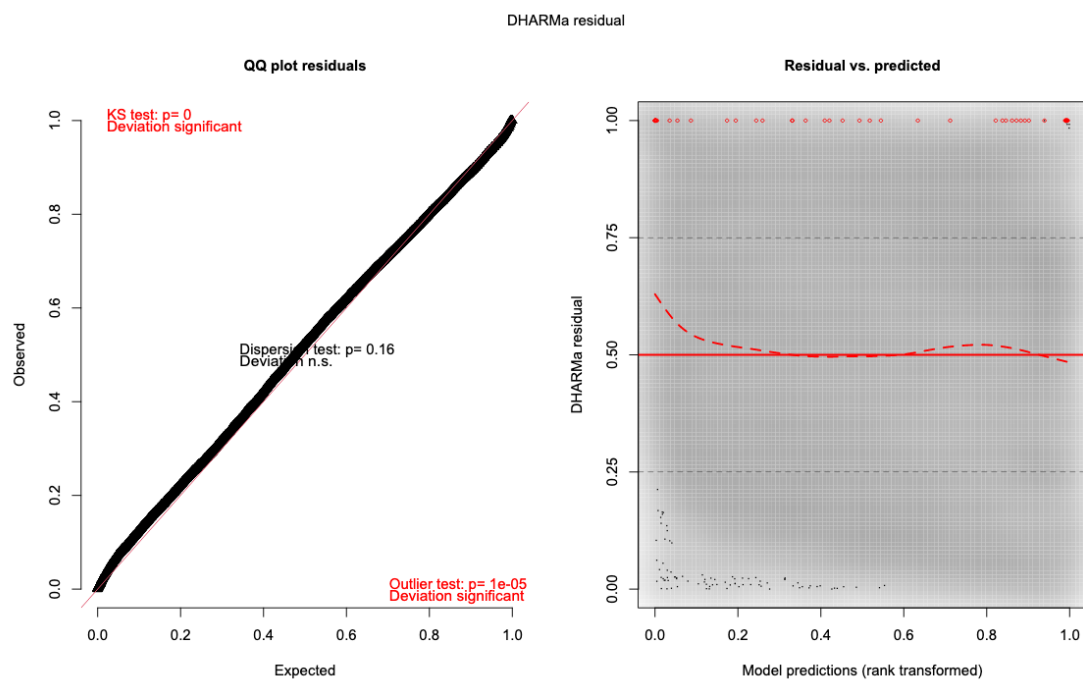 DHARMa residual
QQ plot residuals
KS test: p= 0
Deviation significant
Dispersion test: p= 0.16
Deviation n.s.
Outlier test: p= 1e-05
Deviation significant
Observed
0.0
0.2
0.4
0.6
0.8
1.0
0.0 0.2 0.4 0.6 0.8 1.0
Expected
Residual vs. predicted
DHARMa residual
0.00
0.25
0.50
0.75
1.00
0.0 0.2 0.4 0.6 0.8 1.0
Model predictions (rank transformed)